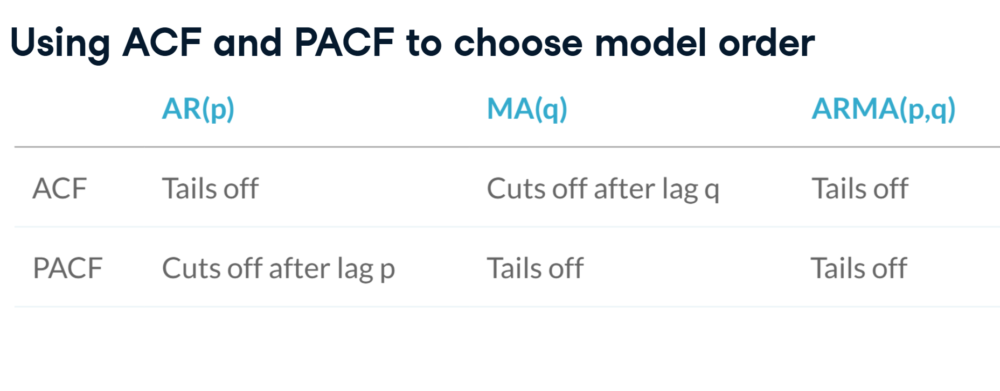 Using ACF and PACF to choose model order
AR(p) MA(q) ARMA(p,q)
ACF Tails off Cuts off after lag q Tails off
PACF Cuts off after lag p Tails off Tails off